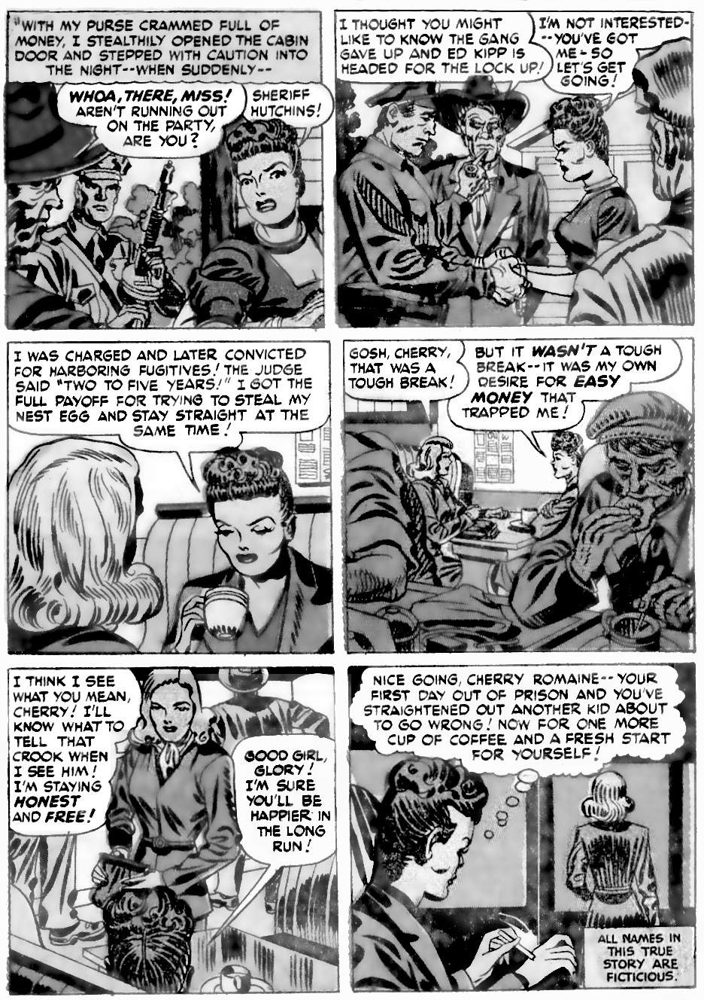 "WITH MY PURSE CRAMMED FULL OF
MONEY, I STEALTHILY OPENED THE CABIN
DOOR AND STEPPED WITH CAUTION INTO
THE NIGHT--WHEN SUDDENLY--
WHOA, THERE, MISS!
AREN'T RUNNING OUT
ON THE PARTY,
ARE YOU?
SHERIFF
HUTCHINS!
I THOUGHT YOU MIGHT
LIKE TO KNOW THE GANG
GAVE UP AND ED KIPP IS
HEADED FOR THE LOCK UP!
I'M NOT INTERESTED-
--YOU'VE GOT
ME-SO
LET'S GET
GOING!
I WAS CHARGED AND LATER CONVICTED
FOR HARBORING FUGITIVES! THE JUDGE
SAID "TWO TO FIVE YEARS!" I GOT THE
FULL PAYOFF FOR TRYING TO STEAL MY
NEST EGG AND STAY STRAIGHT AT THE
SAME TIME!
GOSH, CHERRY,
THAT WAS A
TOUGH BREAK!
BUT IT WASN'T A TOUGH
BREAK--IT WAS MY OWN
DESIRE FOR EASY
MONEY THAT
TRAPPED ME!
I THINK I SEE
WHAT YOU MEAN,
CHERRY! I'LL
KNOW WHAT TO
TELL THAT
CROOK WHEN
I SEE HIM!
I'M STAYING
HONEST
AND FREE!
GOOD GIRL,
GLORY!
I'M SURE
YOU'LL BE
HAPPIER IN
THE LONG
RUN!
NICE GOING, CHERRY ROMAINE--YOUR
FIRST DAY OUT OF PRISON AND YOU'VE
STRAIGHTENED OUT ANOTHER KID ABOUT
TO GO WRONG! NOW FOR ONE MORE
CUP OF COFFEE AND A FRESH START
FOR YOURSELF!
ALL NAMES IN
THIS TRUE
STORY ARE
FICTICIOUS.